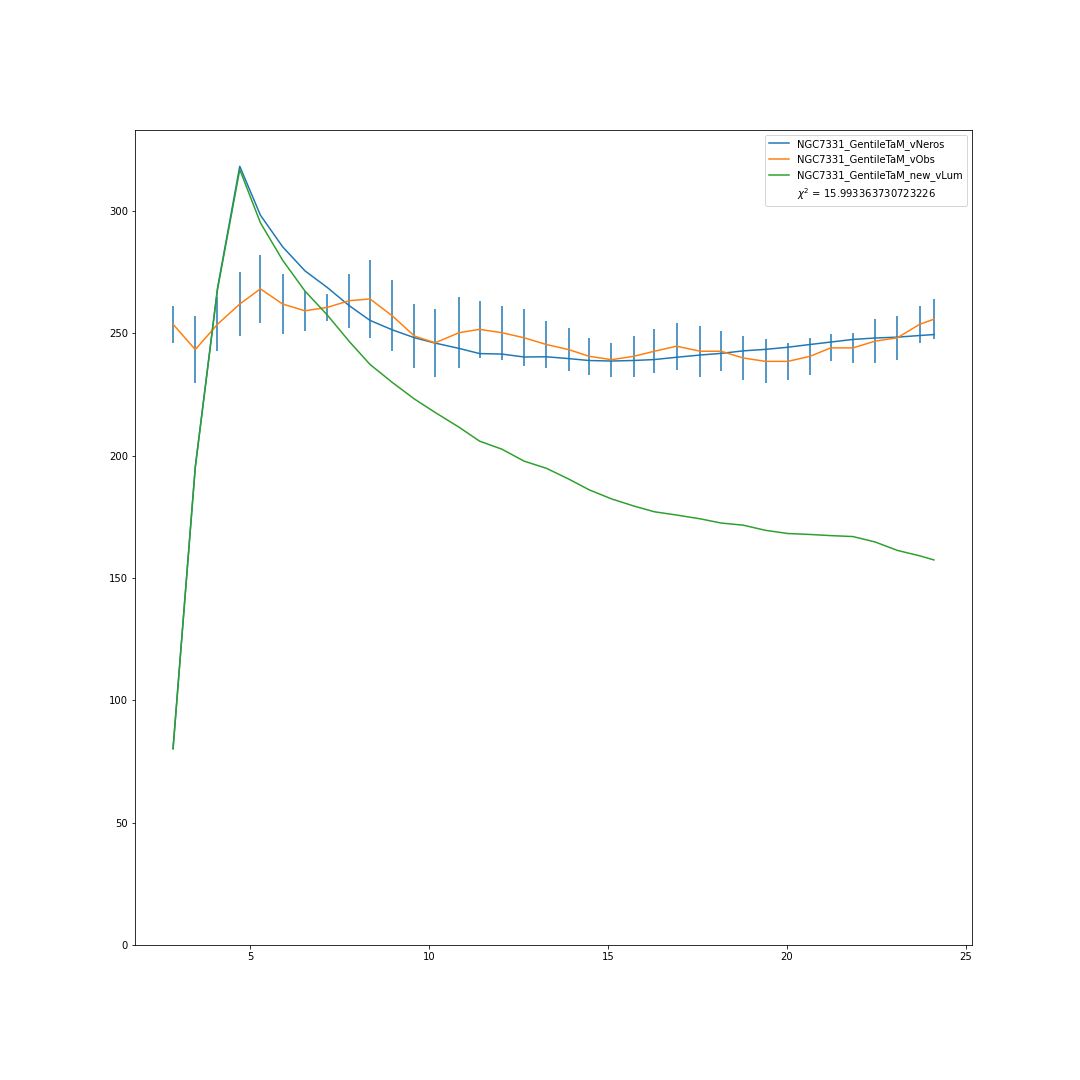 NGC7331_GentileTaM_vNeros
NGC7331_GentileTaM_vObs
NGC7331_GentileTaM_new_vLum
χ² = 15.993363730723226
300
250
200
150
100
50
0
5 10 15 20 25